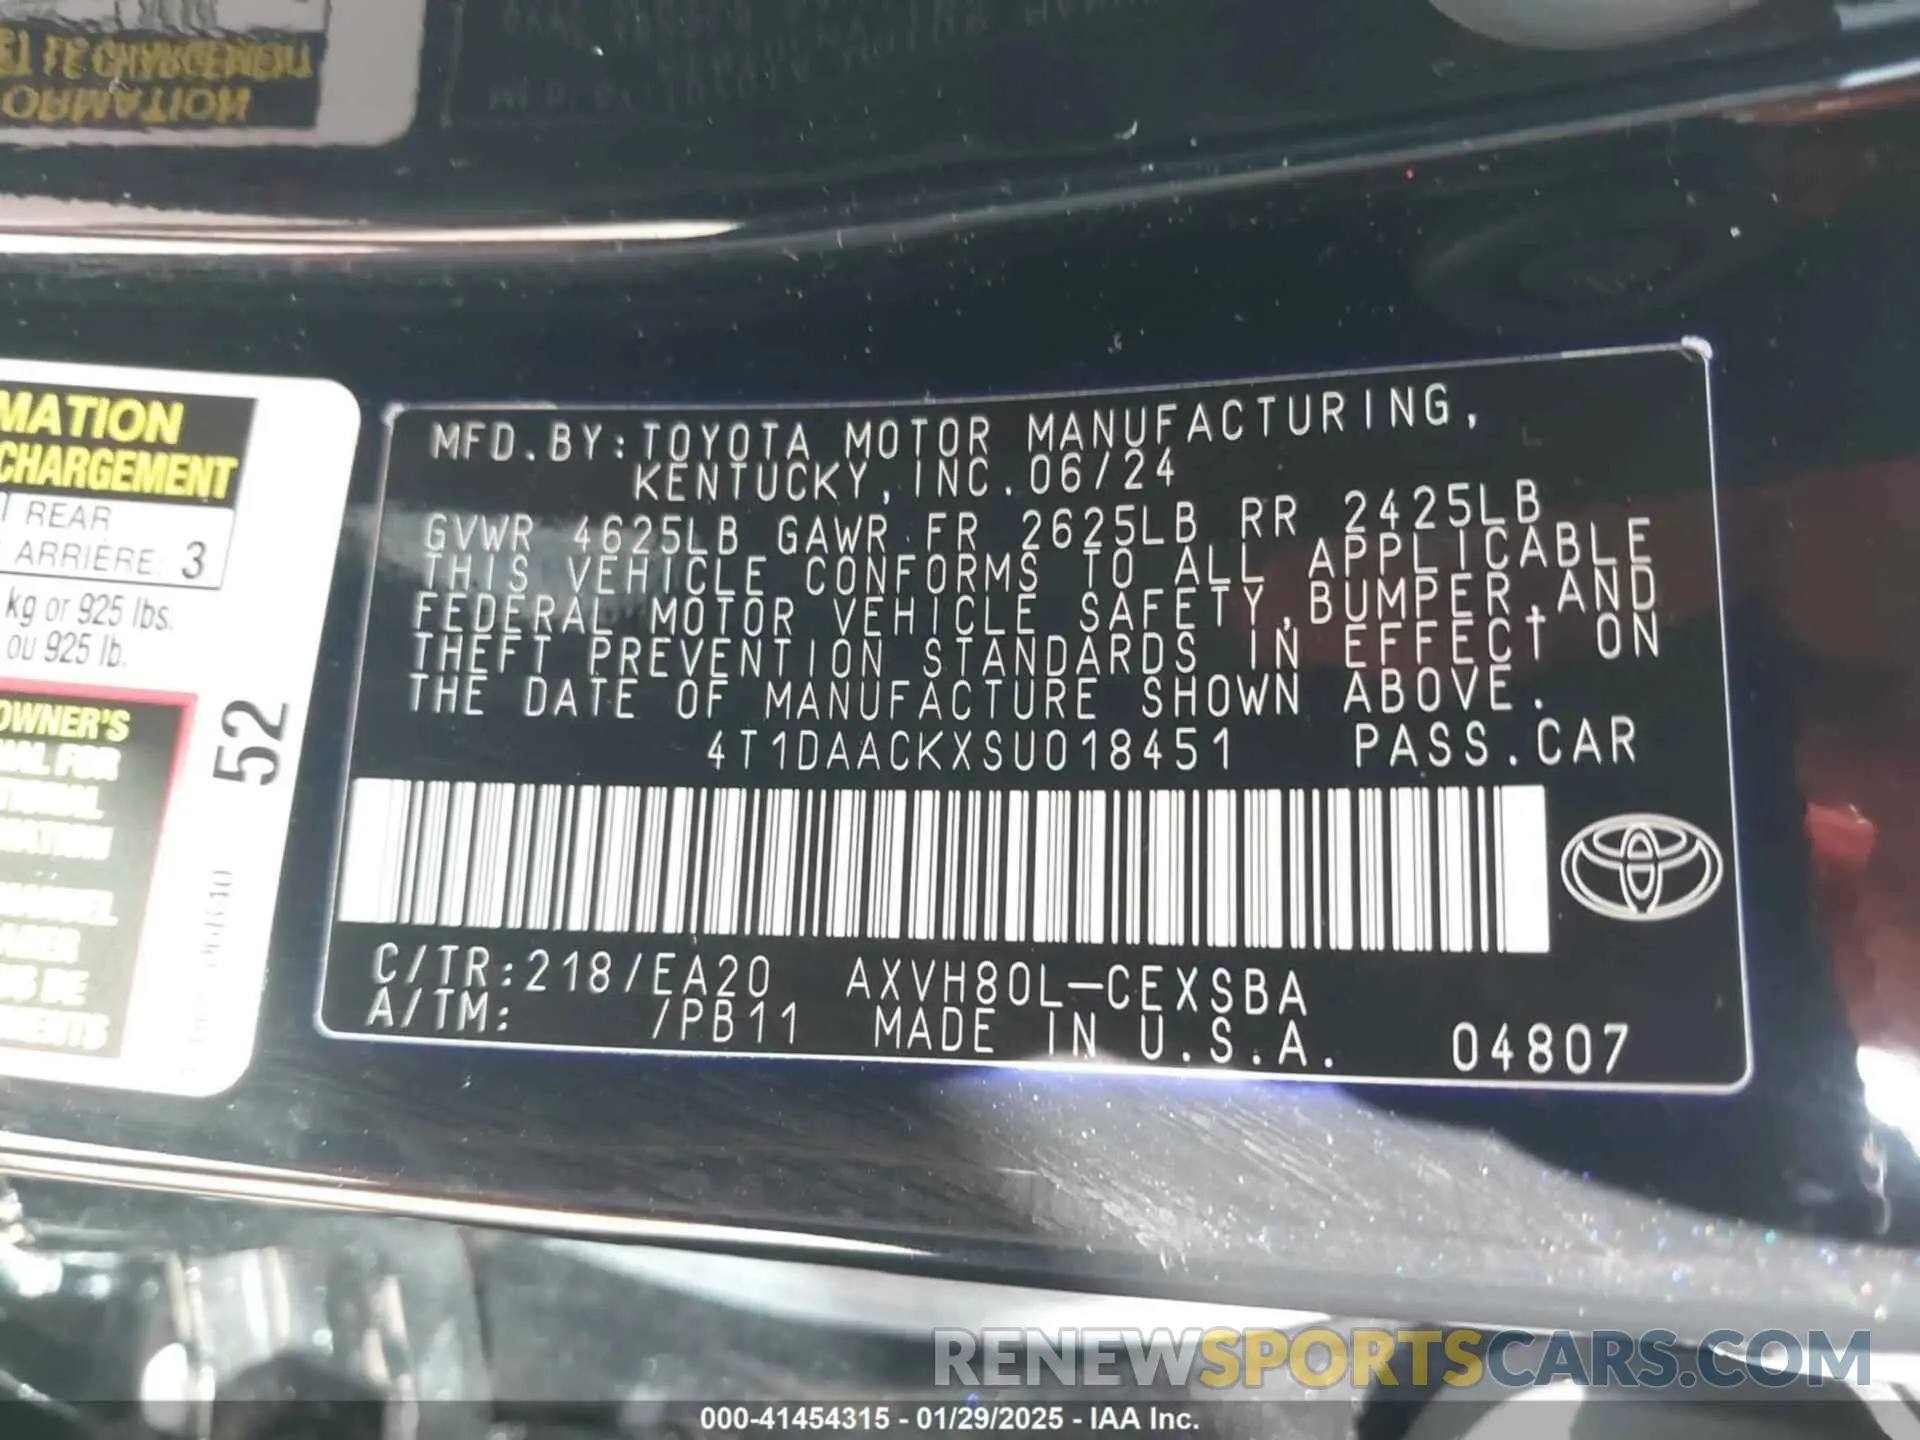 ET LE CHARGEMENT
ORMATION
MATION
CHARGEMENT
REAR
ARRIÈRE: 3
kg or 925 lbs.
ou 925 lb.
OWNER'S
52
MFD.BY:TOYOTA MOTOR MANUFACTURING,
KENTUCKY,INC.06/24
GVWR 4625LB GAWR FR 2625LB RR 2425LB
THIS VEHICLE CONFORMS TO ALL APPLICABLE
FEDERAL MOTOR VEHICLE SAFETY,BUMPER,AND
THEFT PREVENTION STANDARDS IN EFFECT ON
THE DATE OF MANUFACTURE SHOWN ABOVE.
4T1DAACKXSU018451 PASS.CAR
C/TR:218/EA20 AXVH80L-CEXSBA
A/TM: /PB11 MADE IN U.S.A. 04807
RENEWSPORTSCARS.COM
000-41454315 - 01/29/2025 - IAA Inc.